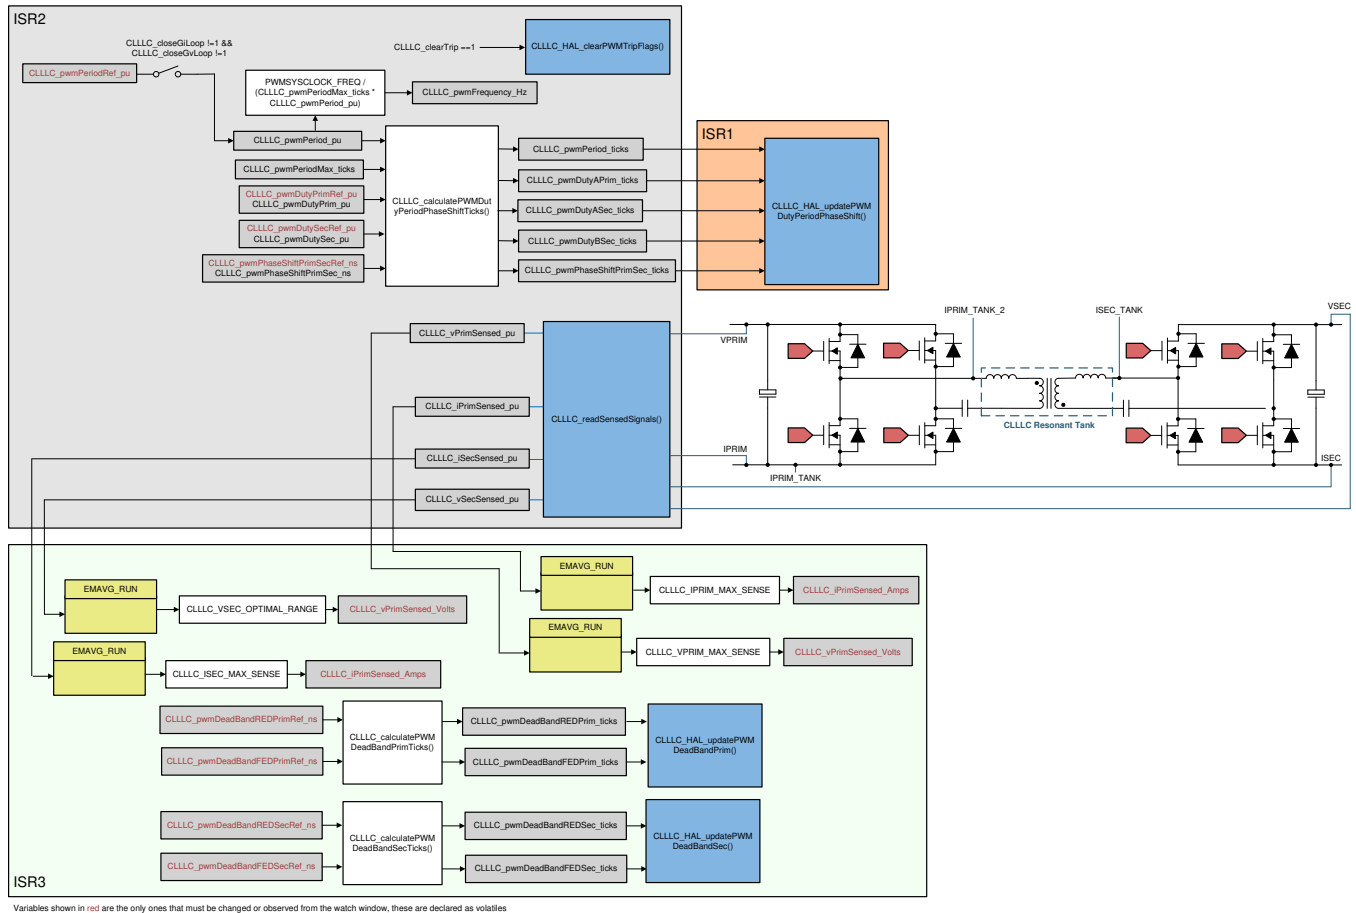 ISR2
CLLLC_closeGiLoop !=1 &&
CLLLC_closeGvLoop !=1
CLLLC_pwmPeriodRef_pu
CLLLC_clearTrip ==1
CLLLC_HAL_clearPWMTripFlags()
PWMSYSCLOCK_FREQ /
(CLLLC_pwmPeriodMax_ticks *
CLLLC_pwmPeriod_pu)
CLLLC_pwmFrequency_Hz
CLLLC_pwmPeriod_pu
CLLLC_pwmPeriodMax_ticks
CLLLC_pwmDutyPrimRef_pu
CLLLC_pwmDutyPrim_pu
CLLLC_pwmDutySecRef_pu
CLLLC_pwmDutySec_pu
CLLLC_pwmPhaseShiftPrimSecRef_ns
CLLLC_pwmPhaseShiftPrimSec_ns
CLLLC_calculatePWMDut
yPeriodPhaseShiftTicks()
CLLLC_pwmPeriod_ticks
CLLLC_pwmDutyAPrim_ticks
CLLLC_pwmDutyASec_ticks
CLLLC_pwmDutyBSec_ticks
CLLLC_pwmPhaseShiftPrimSec_ticks
ISR1
CLLLC_HAL_updatePWM
DutyPeriodPhaseShift()
CLLLC_vPrimSensed_pu
CLLLC_iPrimSensed_pu
CLLLC_iSecSensed_pu
CLLLC_vSecSensed_pu
CLLLC_readSensedSignals()
VPRIM
IPRIM
IPRIM_TANK
IPRIM_TANK_2
ISEC_TANK
VSEC
ISEC
CLLLC Resonant Tank
EMAVG_RUN
CLLLC_VSEC_OPTIMAL_RANGE
CLLLC_vPrimSensed_Volts
EMAVG_RUN
CLLLC_ISEC_MAX_SENSE
CLLLC_iPrimSensed_Amps
EMAVG_RUN
CLLLC_IPRIM_MAX_SENSE
CLLLC_iPrimSensed_Amps
EMAVG_RUN
CLLLC_VPRIM_MAX_SENSE
CLLLC_vPrimSensed_Volts
CLLLC_pwmDeadBandREDPrimRef_ns
CLLLC_pwmDeadBandFEDPrimRef_ns
CLLLC_calculatePWM
DeadBandPrimTicks()
CLLLC_pwmDeadBandREDPrim_ticks
CLLLC_pwmDeadBandFEDPrim_ticks
CLLLC_HAL_updatePWM
DeadBandPrim()
CLLLC_pwmDeadBandREDSecRef_ns
CLLLC_pwmDeadBandFEDSecRef_ns
CLLLC_calculatePWM
DeadBandSecTicks()
CLLLC_pwmDeadBandREDSec_ticks
CLLLC_pwmDeadBandFEDSec_ticks
CLLLC_HAL_updatePWM
DeadBandSec()
ISR3
Variables shown in red are the only ones that must be changed or observed from the watch window, these are declared as volatiles